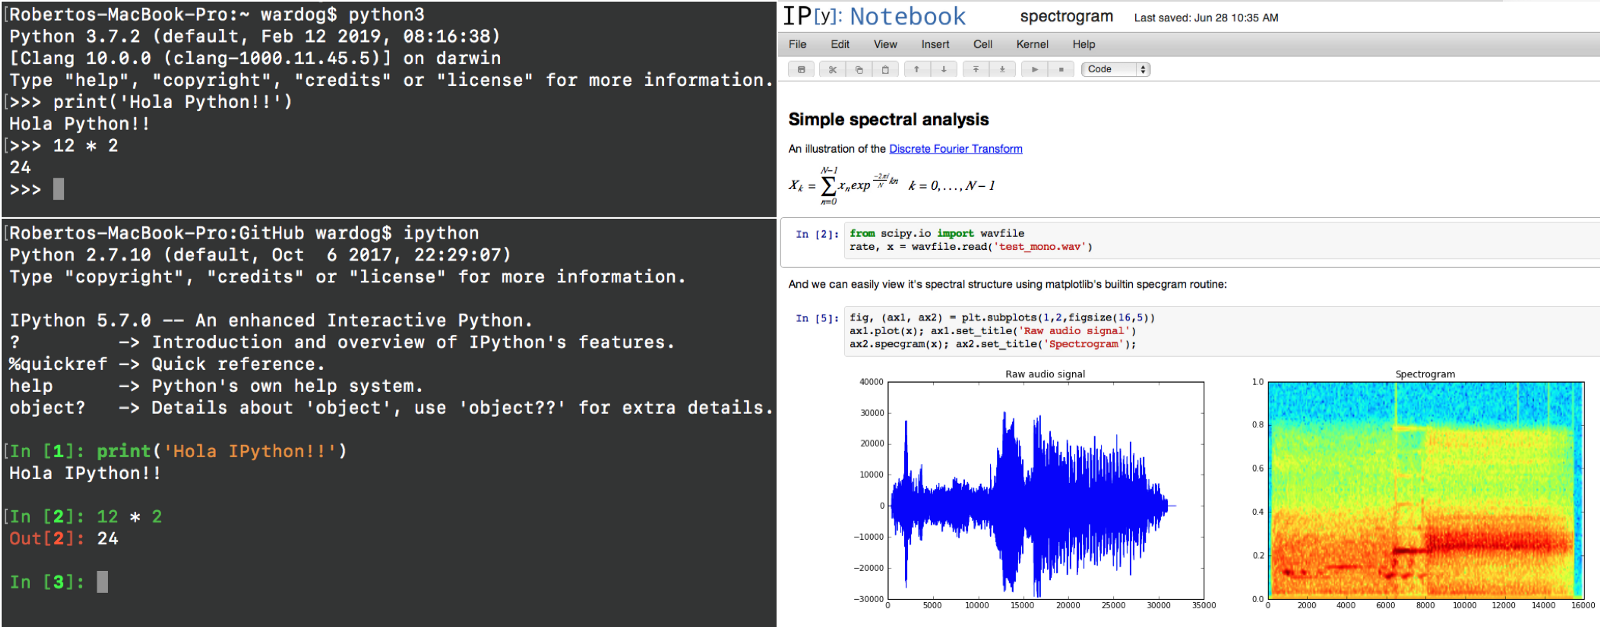 [Robertos-MacBook-Pro:~ wardog$ python3
Python 3.7.2 (default, Feb 12 2019, 08:16:38)
[Clang 10.0.0 (clang-1000.11.45.5)] on darwin
Type "help", "copyright", "credits" or "license" for more information.
[>>> print('Hola Python!!')
Hola Python!!
[>>> 12 * 2
24
>>>
[Robertos-MacBook-Pro:GitHub wardog$ ipython
Python 2.7.10 (default, Oct  6 2017, 22:29:07)
Type "copyright", "credits" or "license" for more information.
IPython 5.7.0 -- An enhanced Interactive Python.
?         -> Introduction and overview of IPython's features.
%quickref -> Quick reference.
help      -> Python's own help system.
object?   -> Details about 'object', use 'object??' for extra details.
[In [1]: print('Hola IPython!!')
Hola IPython!!
[In [2]: 12 * 2
Out[2]: 24
In [3]:
IP[y]: Notebook spectrogram Last saved: Jun 28 10:35 AM
File Edit View Insert Cell Kernel Help
Code
Simple spectral analysis
An illustration of the Discrete Fourier Transform
X_k = ∑_{n=0}^{N-1} x_n exp^{\frac{-2πi}{N} kn} k = 0, . . . , N − 1
In [2]: from scipy.io import wavfile
rate, x = wavfile.read('test_mono.wav')
And we can easily view it's spectral structure using matplotlib's builtin specgram routine:
In [5]: fig, (ax1, ax2) = plt.subplots(1,2,figsize(16,5))
ax1.plot(x); ax1.set_title('Raw audio signal')
ax2.specgram(x); ax2.set_title('Spectrogram');
Raw audio signal
40000
30000
20000
10000
0
−10000
−20000
−30000
0 5000 10000 15000 20000 25000 30000 35000
Spectrogram
1.0
0.8
0.6
0.4
0.2
0.0
0 2000 4000 6000 8000 10000 12000 14000 16000